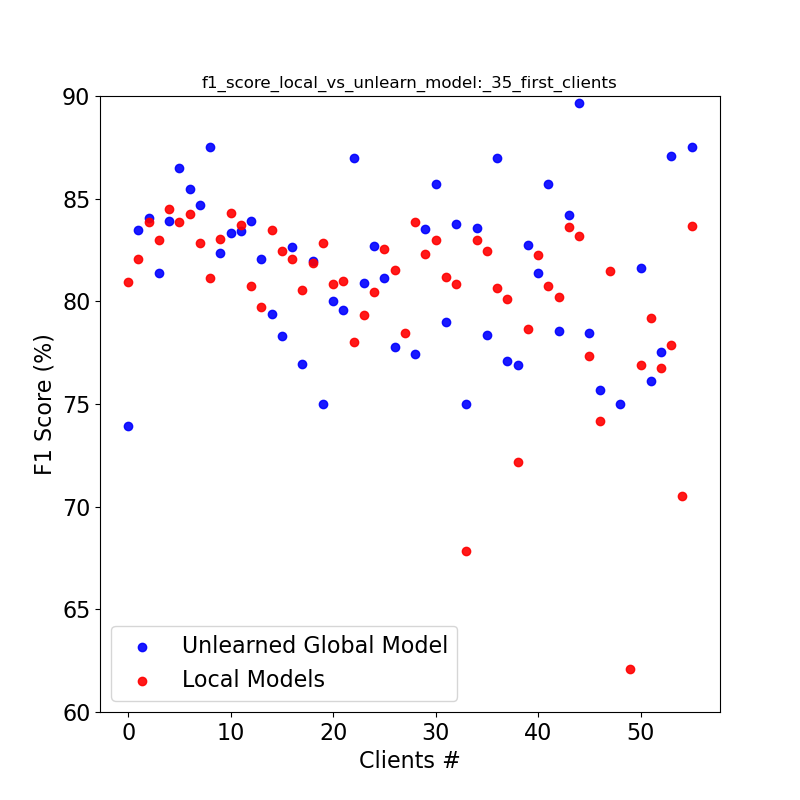 f1_score_local_vs_unlearn_model:_35_first_clients
90
85
80
75
70
65
60
F1 Score (%)
Unlearned Global Model
Local Models
0 10 20 30 40 50
Clients #